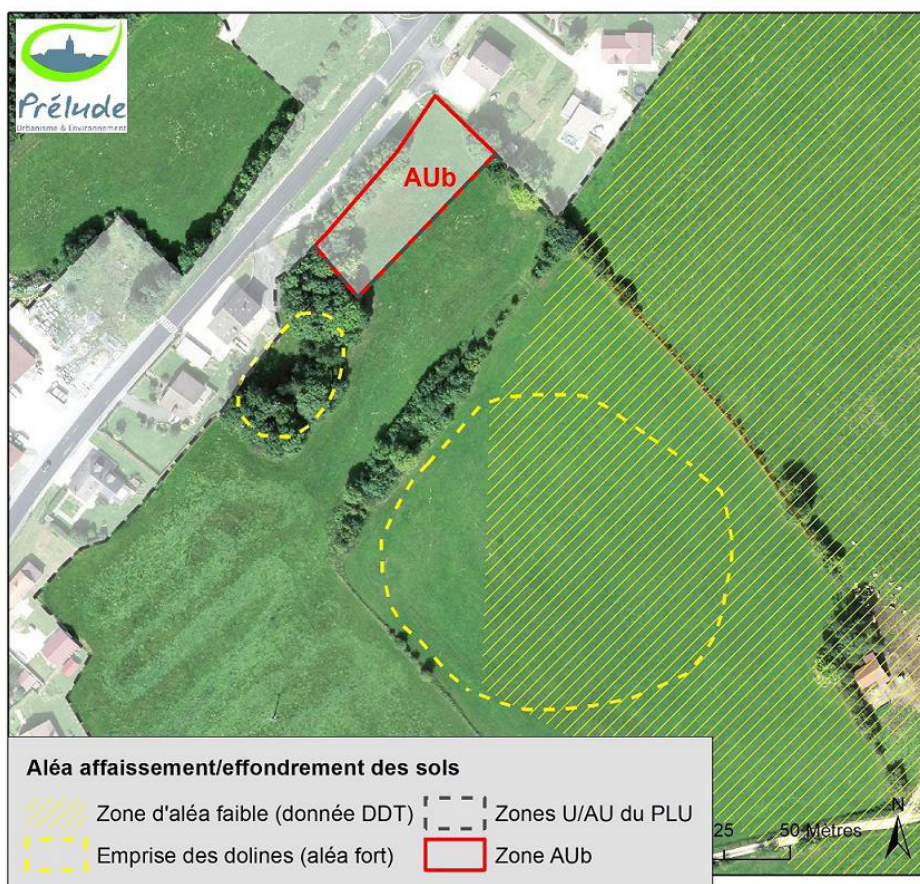 Prélude
Urbanisme & Environnement
AUb
Aléa affaissement/effondrement des sols
Zone d'aléa faible (donnée DDT)
Zones U/AU du PLU
Emprise des dolines (aléa fort)
Zone AUb
25 50 Mètres
N